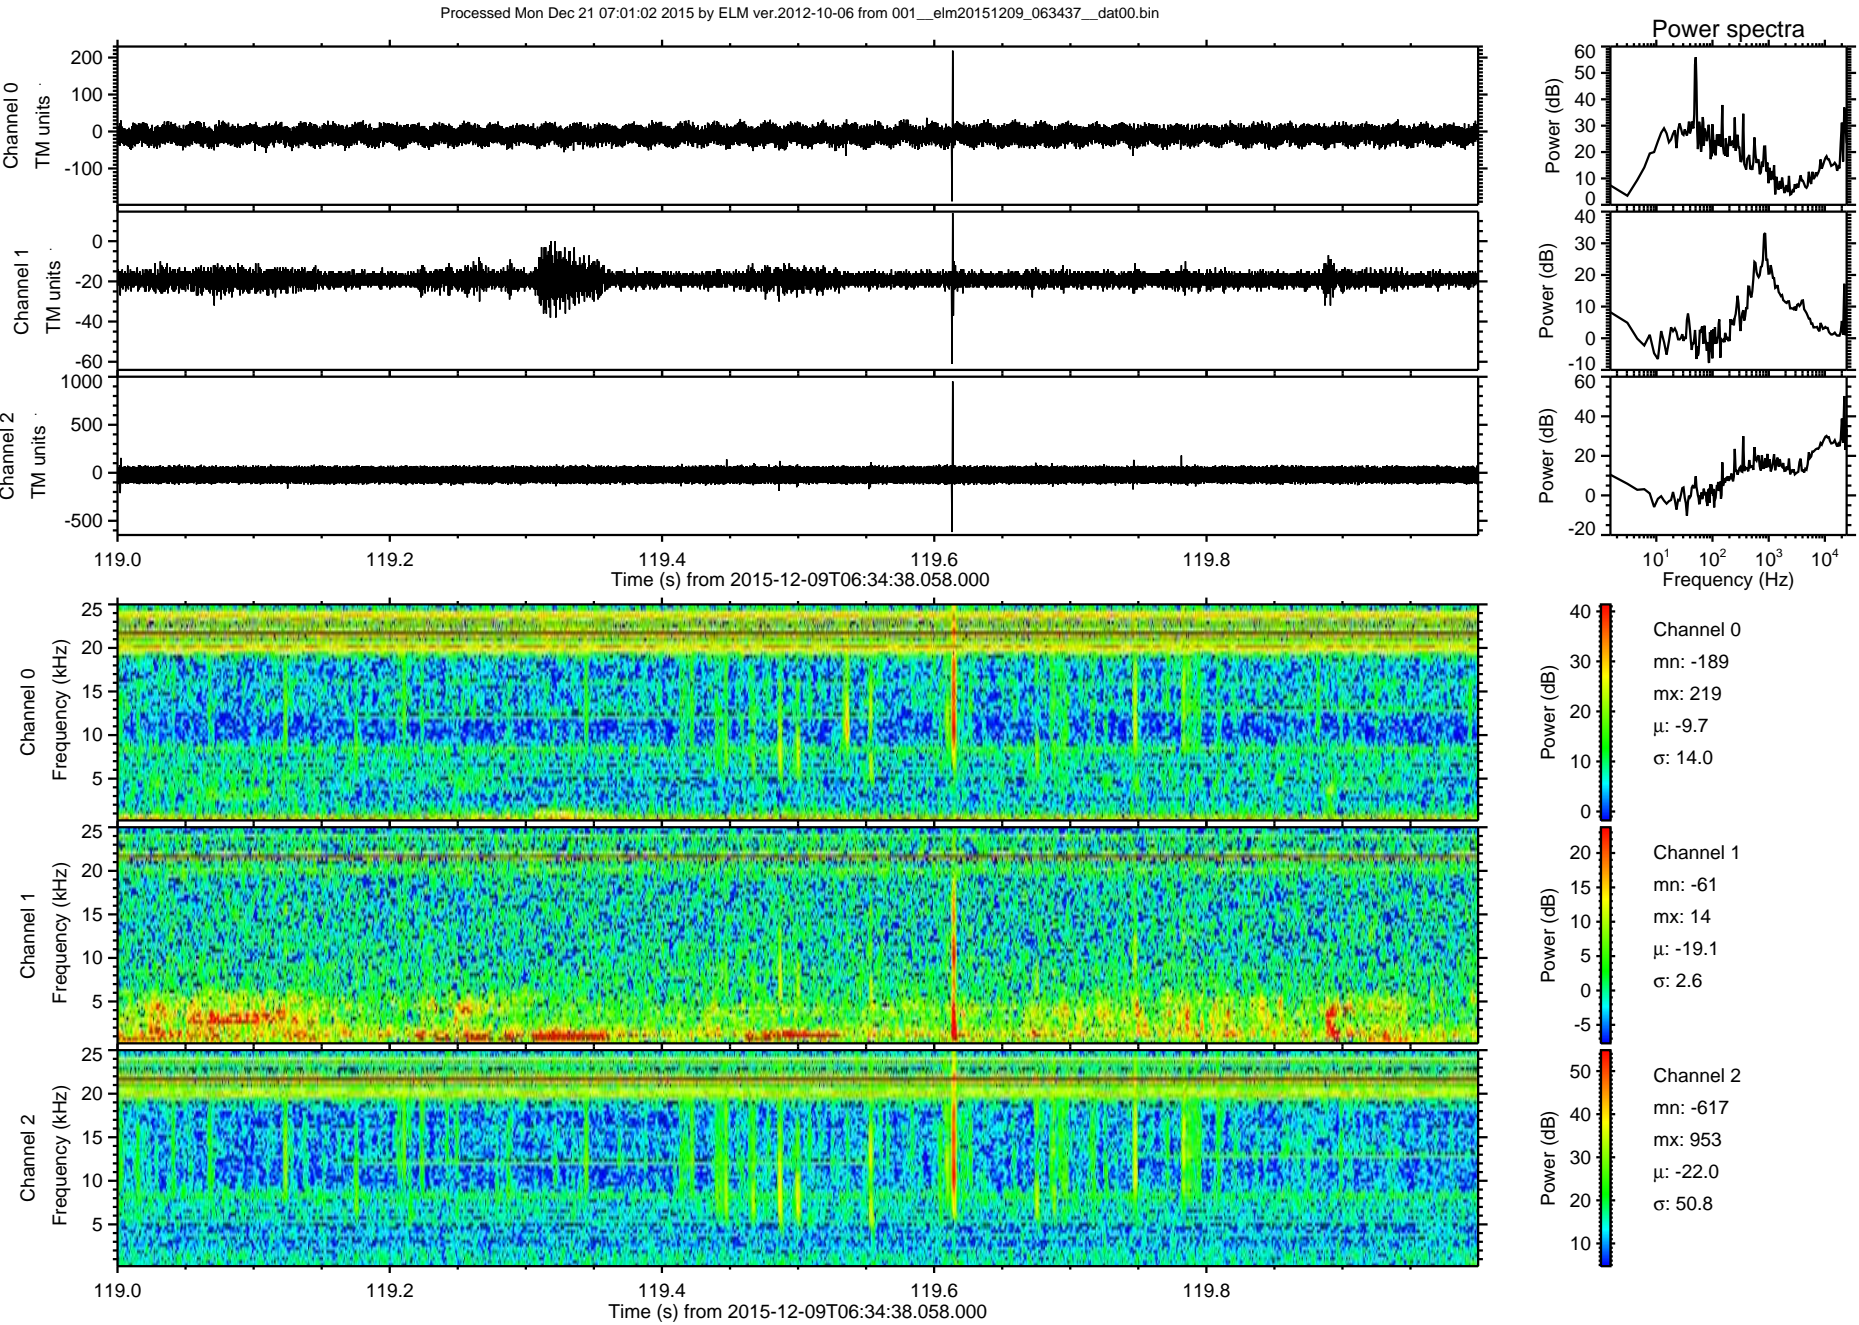 Processed Mon Dec 21 07:01:02 2015 by ELM ver.2012-10-06 from 001__elm20151209_063437__dat00.bin
Power spectra
Channel 0
TM units
200
100
0
-100
Power (dB)
60
50
40
30
20
10
0
Channel 1
TM units
0
-20
-40
-60
Power (dB)
40
30
20
10
0
-10
Channel 2
TM units
1000
500
0
-500
Power (dB)
60
40
20
0
-20
119.0 119.2 119.4 119.6 119.8
Time (s) from 2015-12-09T06:34:38.058.000
10^1 10^2 10^3 10^4
Frequency (Hz)
Channel 0
Frequency (kHz)
25
20
15
10
5
Power (dB)
40
30
20
10
0
Channel 0
mn: -189
mx: 219
μ: -9.7
σ: 14.0
Channel 1
Frequency (kHz)
25
20
15
10
5
Power (dB)
20
15
10
5
0
-5
Channel 1
mn: -61
mx: 14
μ: -19.1
σ: 2.6
Channel 2
Frequency (kHz)
25
20
15
10
5
Power (dB)
50
40
30
20
10
Channel 2
mn: -617
mx: 953
μ: -22.0
σ: 50.8
119.0 119.2 119.4 119.6 119.8
Time (s) from 2015-12-09T06:34:38.058.000